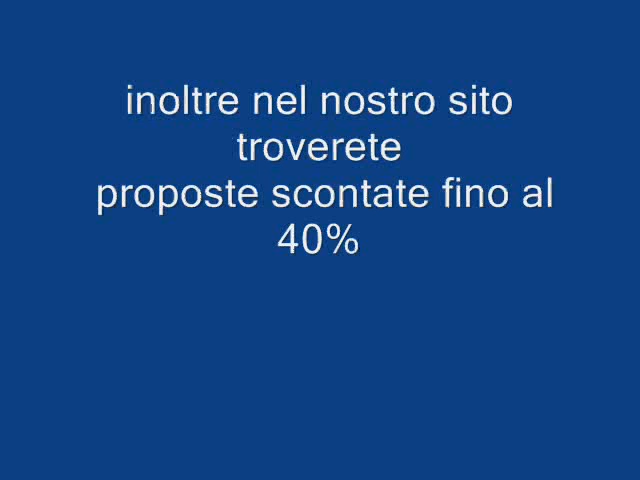 inoltre nel nostro sito
troverete
proposte scontate fino al
40%